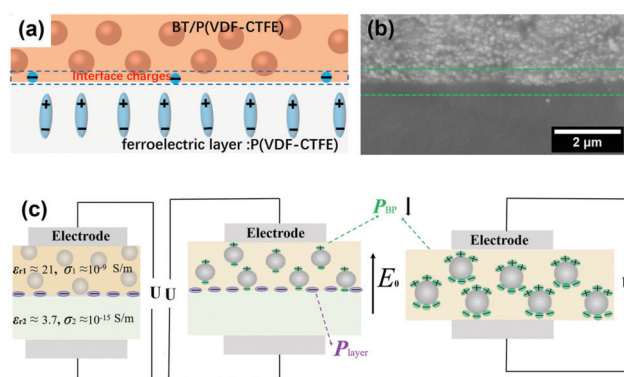 (a)
BT/P(VDF-CTFE)
Interface charges
+ + + + + + + +
− − − − − − − −
ferroelectric layer :P(VDF-CTFE)
(b)
2 μm
(c)
Electrode
εr1 ≈ 21, σ1 ≈10-9 S/m
εr2 ≈ 3.7, σ2 ≈10-15 S/m
U
U
Electrode
PBP
E0
Player
Electrode